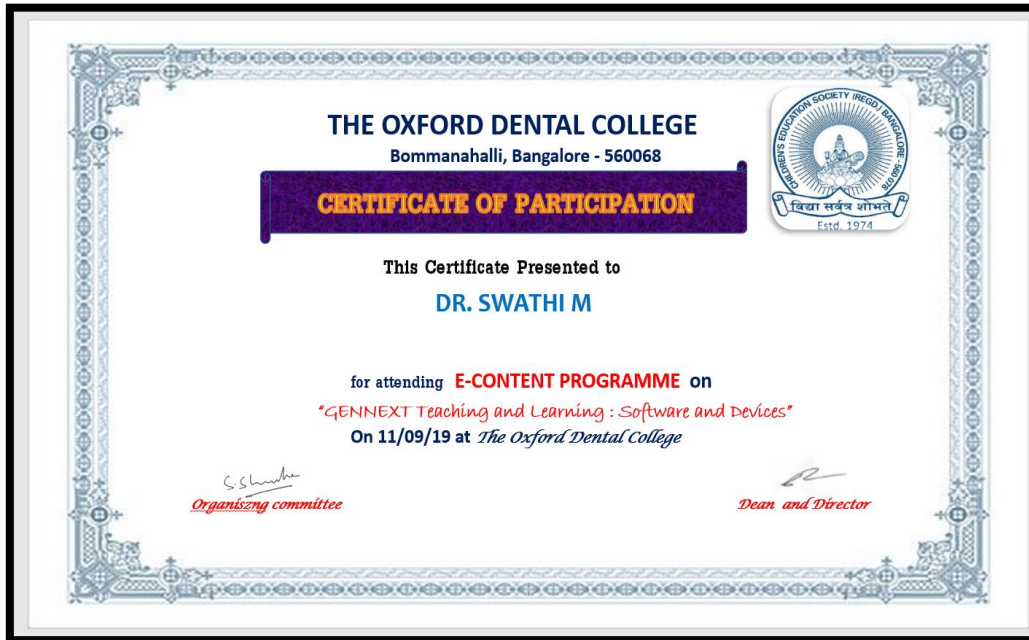 THE OXFORD DENTAL COLLEGE
Bommanahalli, Bangalore - 560068
CHILDREN'S EDUCATION SOCIETY (REGD.) BANGALORE - 560 076
विद्या सर्वत्र शोभते
Estd. 1974
CERTIFICATE OF PARTICIPATION
This Certificate Presented to
DR. SWATHI M
for attending E-CONTENT PROGRAMME on
"GENNEXT Teaching and Learning : Software and Devices"
On 11/09/19 at The Oxford Dental College
Organiszng committee
Dean and Director